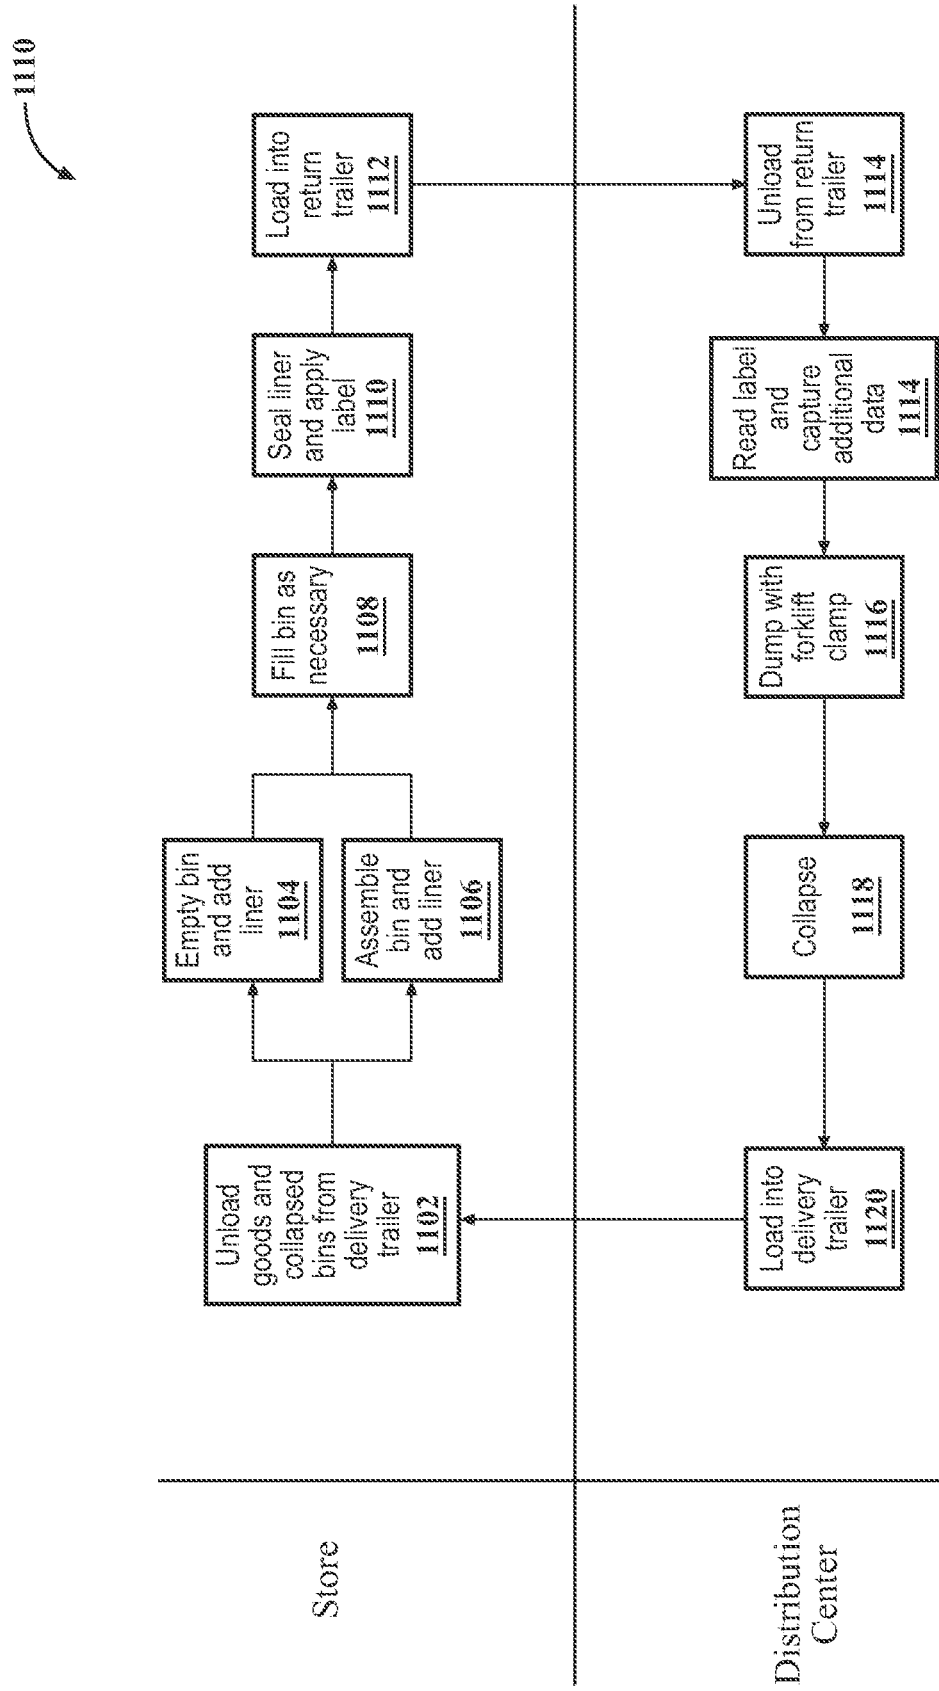 1110
Store
Unload
goods and
collapsed
bins from
delivery
trailer
1102
Empty bin
and add
liner
1104
Assemble
bin and
add liner
1106
Fill bin as
necessary
1108
Seal liner
and apply
label
1110
Load into
return
trailer
1112
Distribution
Center
Load into
delivery
trailer
1120
Collapse
1118
Dump with
forklift
clamp
1116
Read label
and
capture
additional
data
1114
Unload
from return
trailer
1114